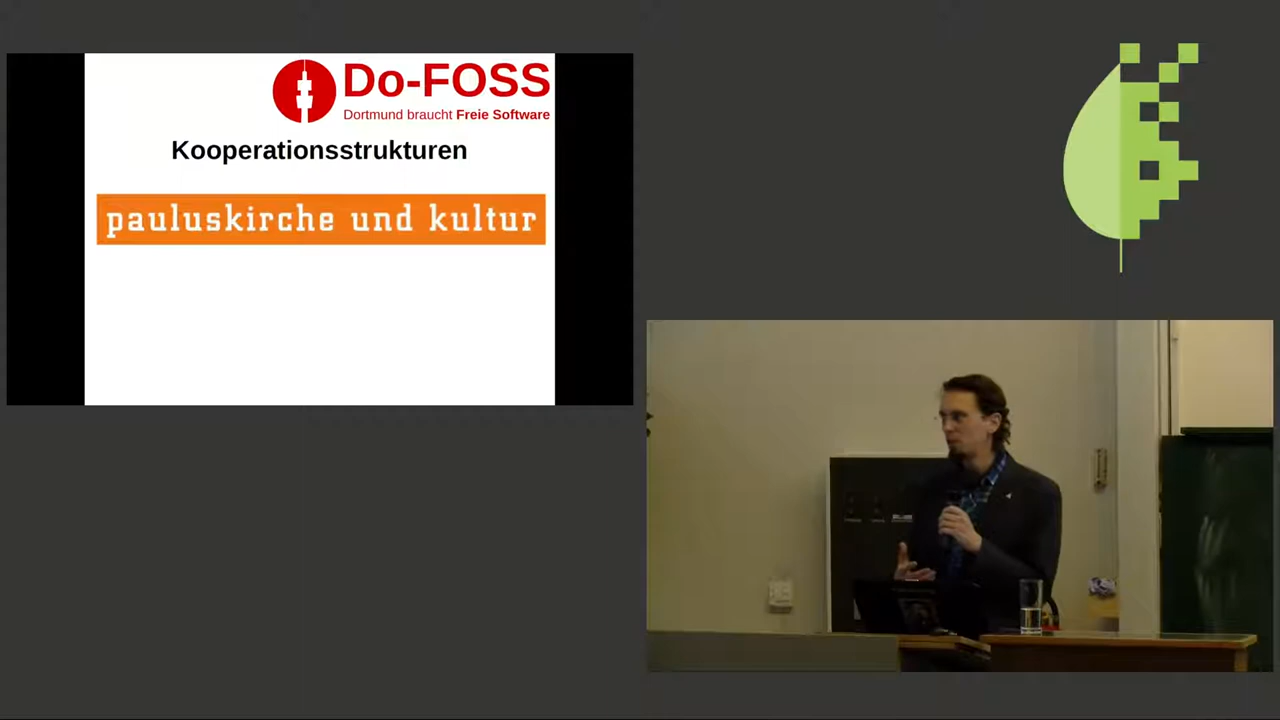 Do-FOSS
Dortmund braucht Freie Software
Kooperationsstrukturen
pauluskirche und kultur